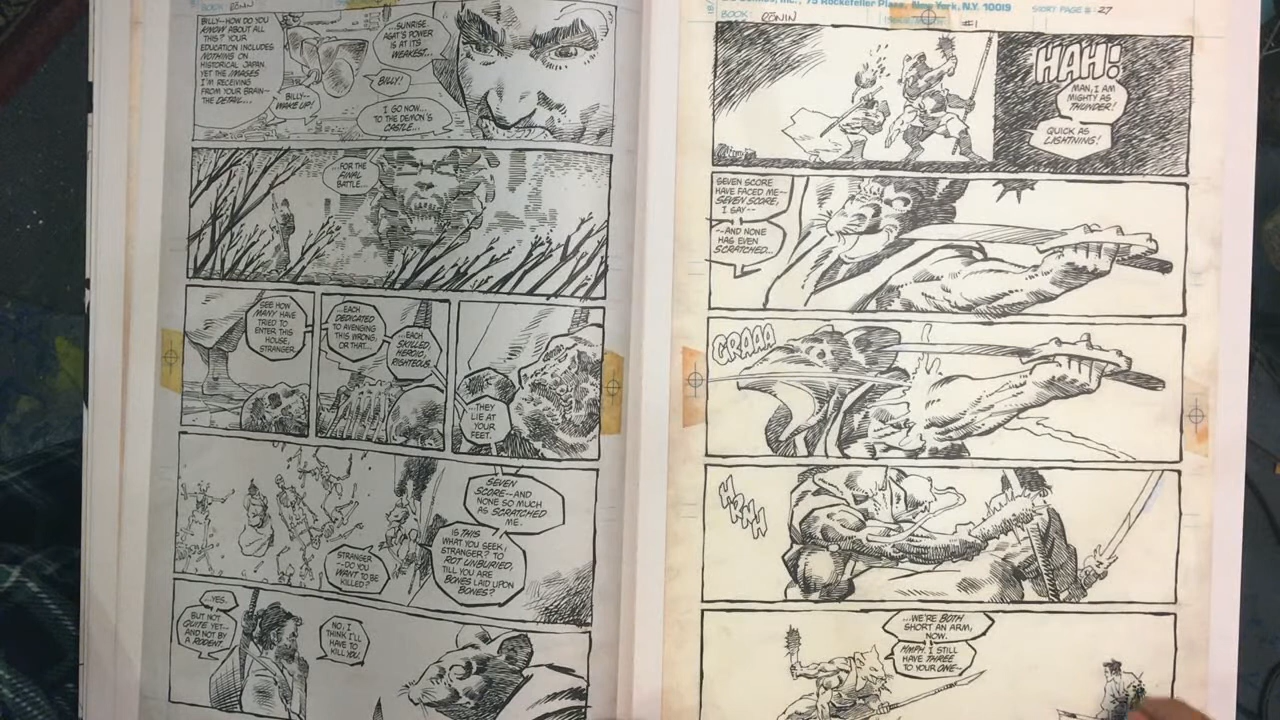 BOOK: RŌNIN
BILLY--HOW DO YOU
KNOW ABOUT ALL
THIS? YOUR
EDUCATION INCLUDES
NOTHING ON
HISTORICAL JAPAN.
YET THE IMAGES
I'M RECEIVING
FROM YOUR BRAIN--
THE DETAIL...
...SUNRISE.
AGAT'S POWER
IS AT ITS
WEAKEST...
BILLY!
BILLY--
WAKE UP!
I GO NOW...
TO THE DEMON'S
CASTLE...
...FOR THE
FINAL
BATTLE...
SEE HOW
MANY HAVE
TRIED TO
ENTER THIS
HOUSE,
STRANGER.
...EACH
DEDICATED
TO AVENGING
THIS WRONG,
OR THAT...
EACH
SKILLED,
HEROIC,
RIGHTEOUS.
...THEY
LIE AT
YOUR
FEET.
SEVEN
SCORE--AND
NONE SO MUCH
AS SCRATCHED
ME.
IS THIS
WHAT YOU SEEK,
STRANGER? TO
ROT UNBURIED,
TILL YOU ARE
BONES LAID UPON
BONES?
STRANGER
--DO YOU
WANT TO BE
KILLED?
...YES.
BUT NOT
QUITE YET--
AND NOT BY
A RODENT.
NO, I
THINK I'LL
HAVE TO
KILL YOU.
Comics, Inc., 75 Rockefeller Plaza, New York, N.Y. 10019
BOOK: RŌNIN
#1
STORY PAGE #: 27
HAH!
MAN, I AM
MIGHTY AS
THUNDER!
QUICK AS
LIGHTNING!
SEVEN SCORE
HAVE FACED ME--
SEVEN SCORE,
I SAY--
--AND NONE
HAS EVEN
SCRATCHED...
GRAAA
HRNH
...WE'RE BOTH
SHORT AN ARM,
NOW.
HMPH. I STILL
HAVE THREE
TO YOUR ONE--